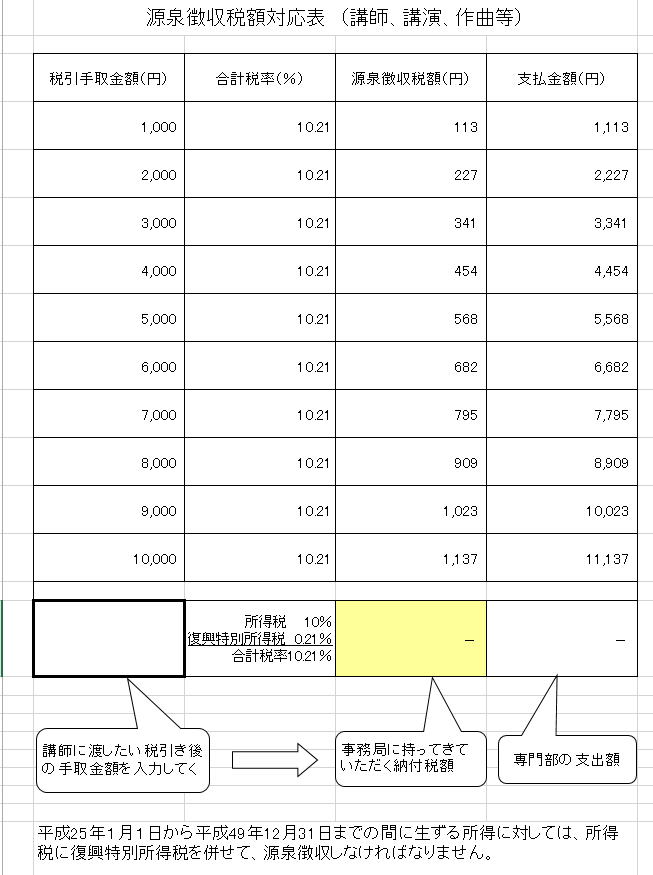 源泉徴収税額対応表 （講師、講演、作曲等）
税引手取金額(円) 合計税率(%) 源泉徴収税額(円) 支払金額(円)
1,000 10.21 113 1,113
2,000 10.21 227 2,227
3,000 10.21 341 3,341
4,000 10.21 454 4,454
5,000 10.21 568 5,568
6,000 10.21 682 6,682
7,000 10.21 795 7,795
8,000 10.21 909 8,909
9,000 10.21 1,023 10,023
10,000 10.21 1,137 11,137
所得税 10%
復興特別所得税 0.21% － －
合計税率10.21%
講師に渡したい 税引き後
の 手取金額を 入力してく
事務局に持ってきて
いただく納付税額
専門部の 支出額
平成25年1月1日から平成49年12月31日までの間に生ずる所得に対しては、所得
税に復興特別所得税を併せて、源泉徴収しなければなりません。